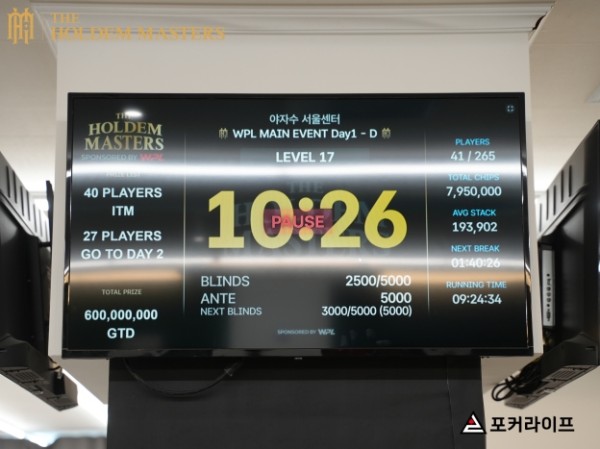 THE
HOLDEM MASTERS
야자수 서울센터
WPL MAIN EVENT Day1 - D
THE
HOLDEM
MASTERS
SPONSORED BY WPL
LEVEL 17
40 PLAYERS
ITM
27 PLAYERS
GO TO DAY 2
TOTAL PRIZE
600,000,000
GTD
10:26
PAUSE
BLINDS 2500/5000
ANTE 5000
NEXT BLINDS 3000/5000 (5000)
SPONSORED BY WPL
PLAYERS
41 / 265
TOTAL CHIPS
7,950,000
AVG STACK
193,902
NEXT BREAK
01:40:26
RUNNING TIME
09:24:34
포커라이프